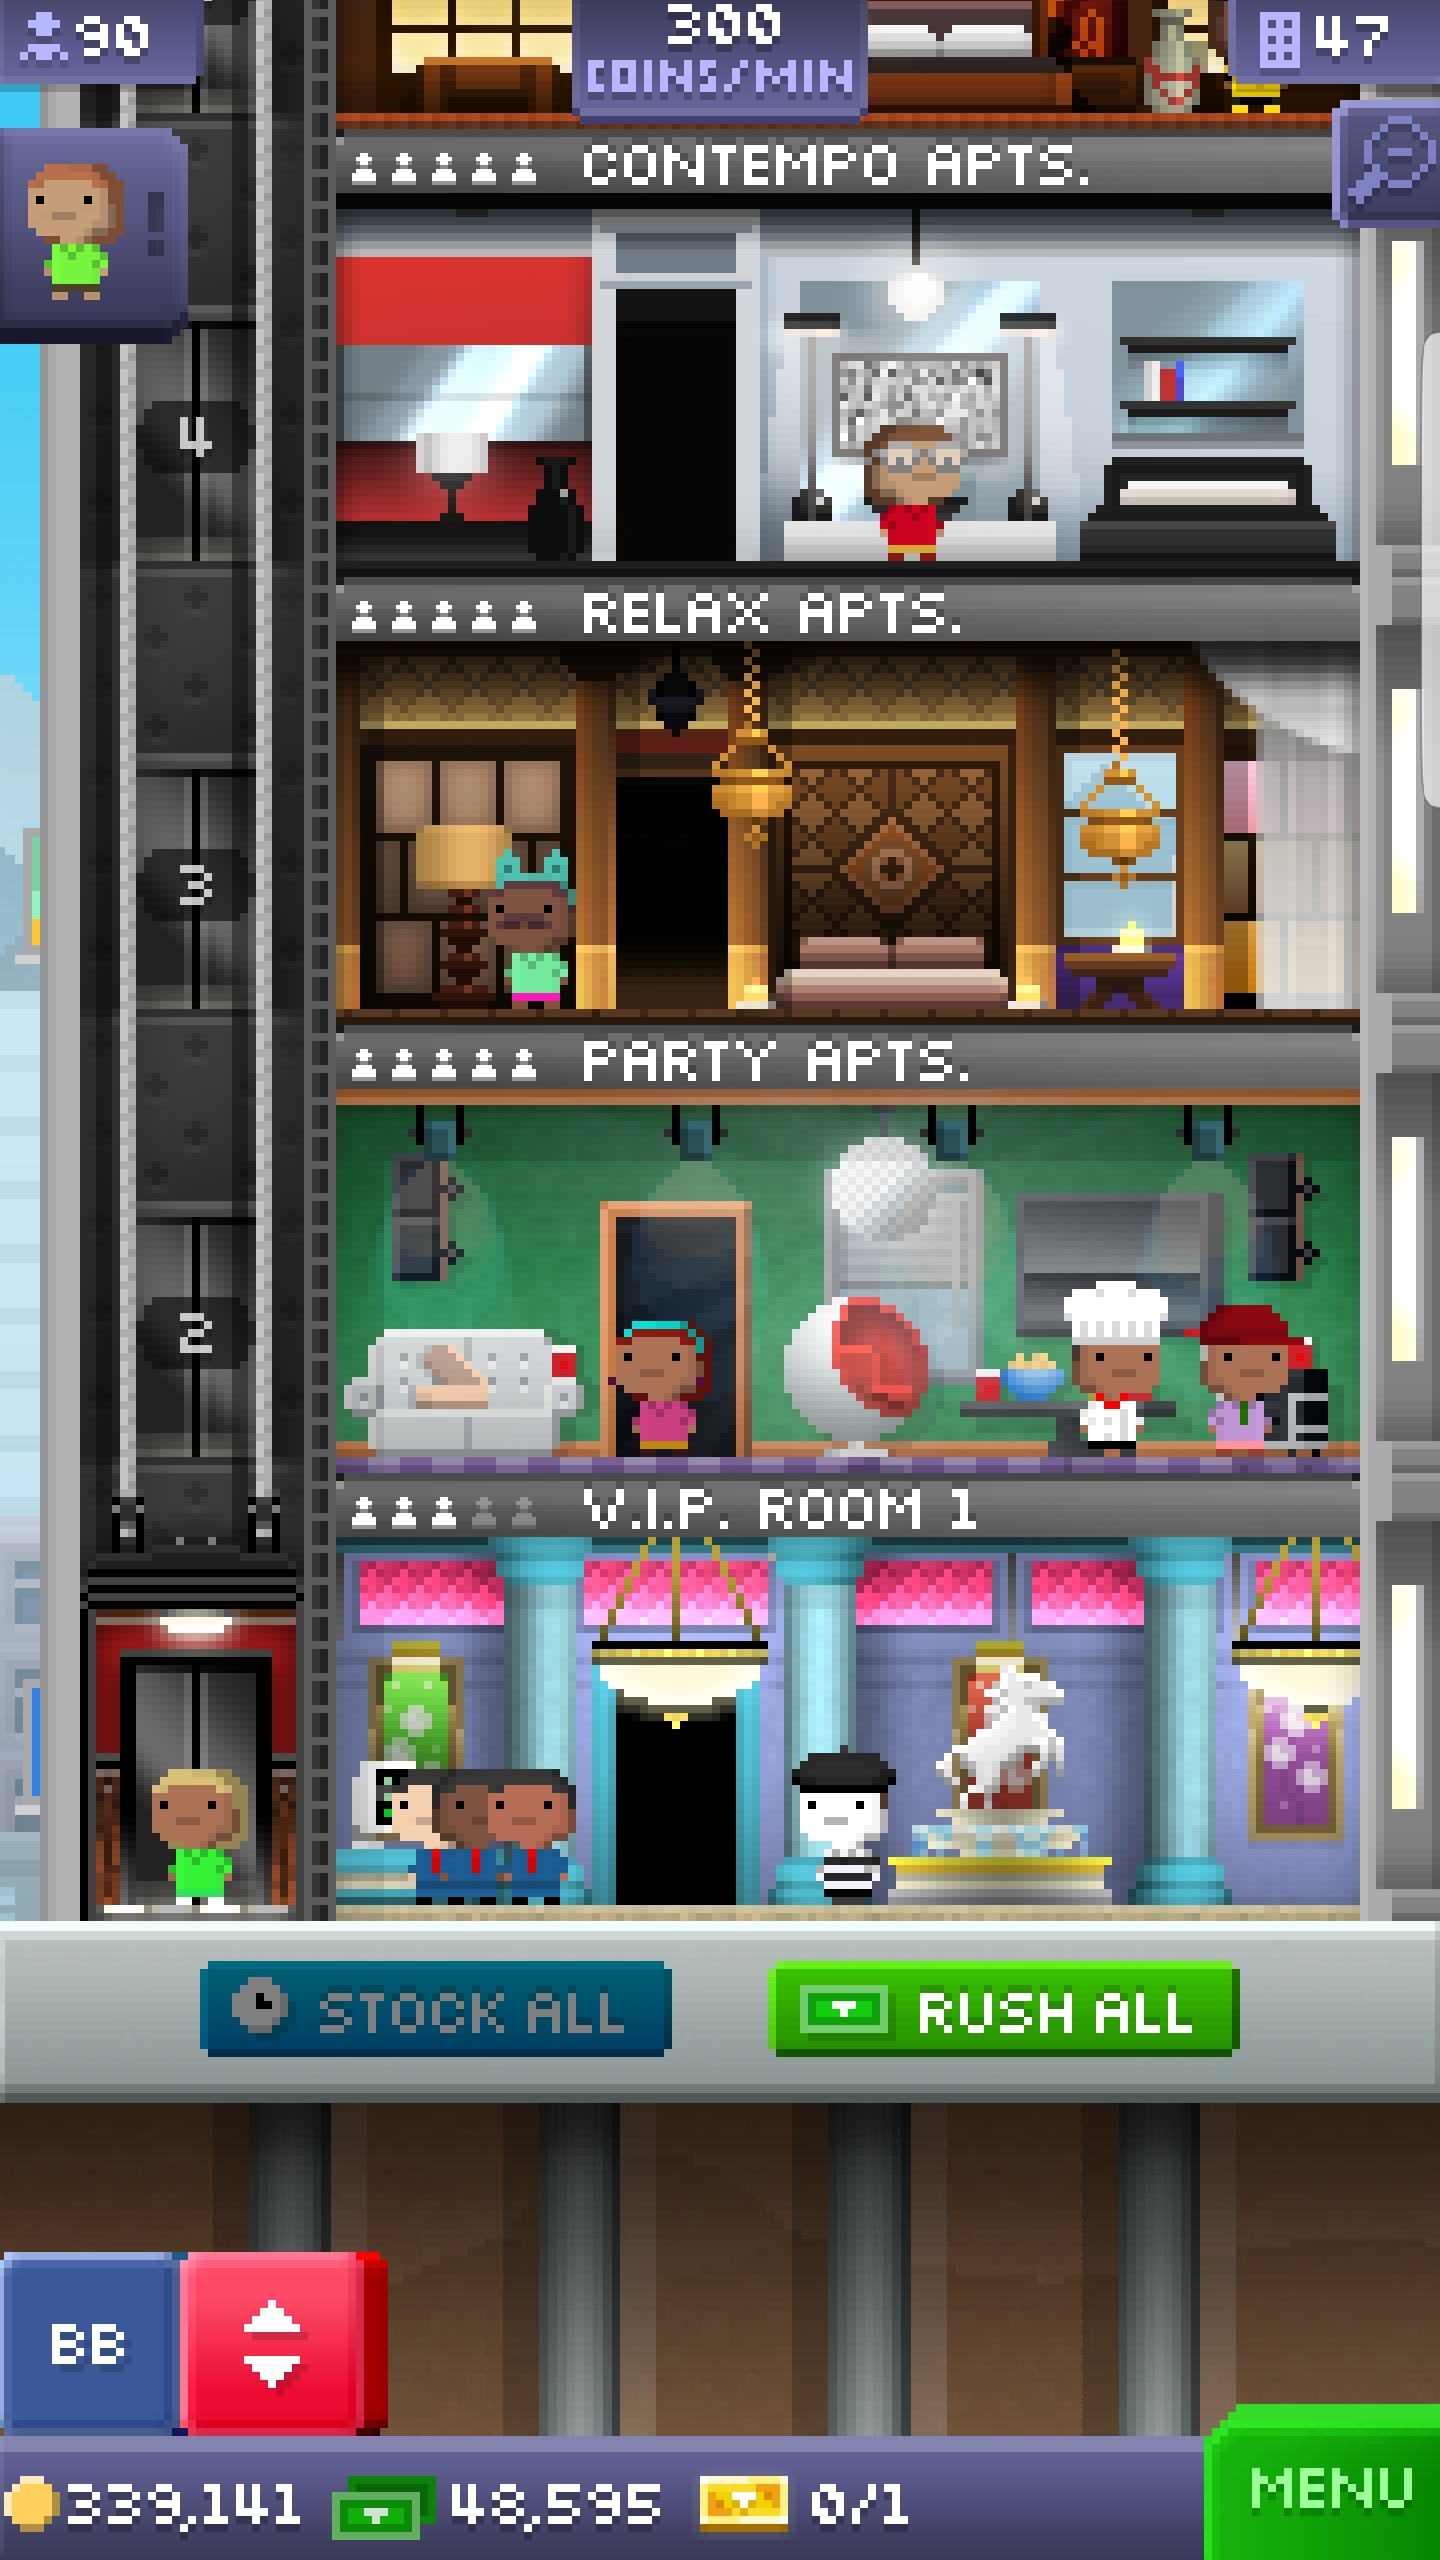 90
300
COINS/MIN
47
CONTEMPO APTS.
4
RELAX APTS.
3
PARTY APTS.
2
V.I.P. ROOM 1
STOCK ALL
RUSH ALL
BB
339,141
48,595
0/1
MENU